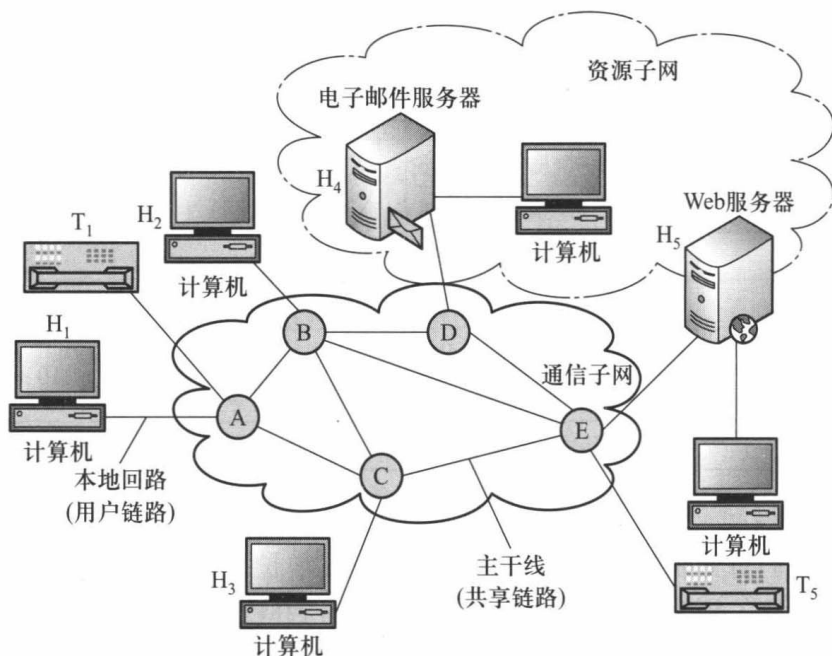 资源子网
电子邮件服务器
H4
计算机
Web服务器
H5
T1
H2
计算机
计算机
H1
计算机
B
D
通信子网
A
E
C
本地回路
(用户链路)
主干线
(共享链路)
H3
计算机
计算机
T5